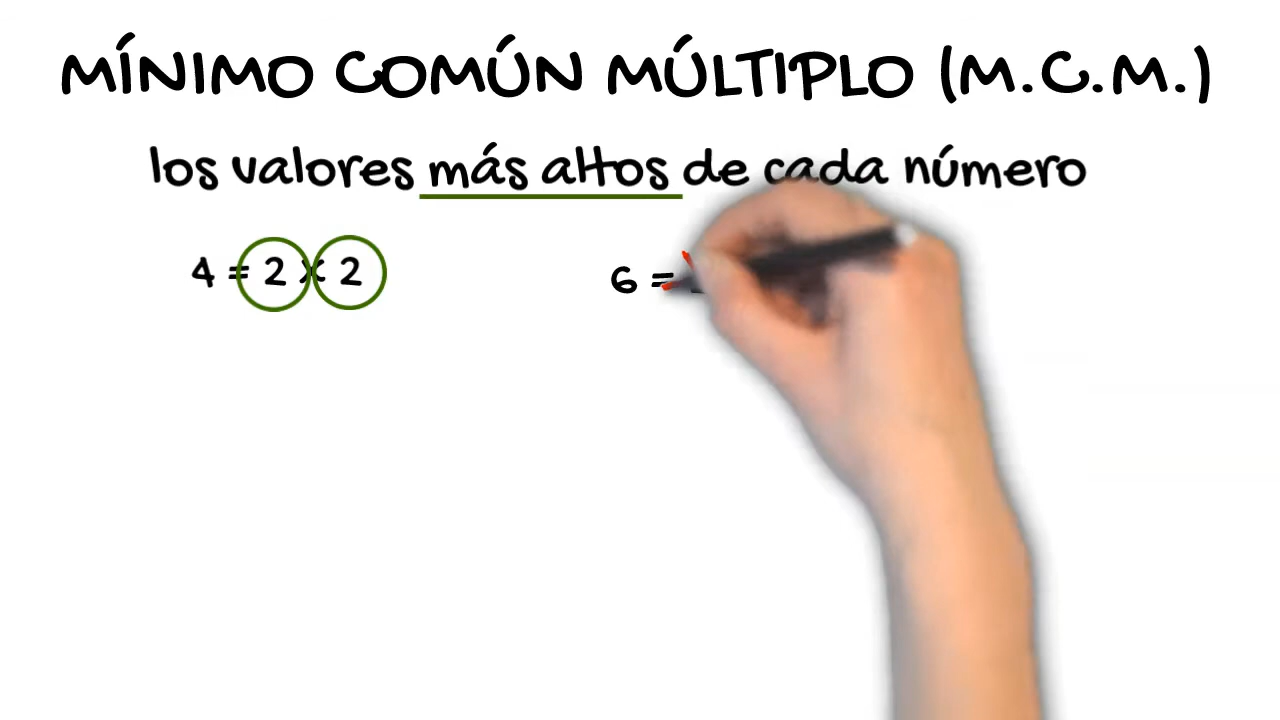 MÍNIMO COMÚN MÚLTIPLO (M.C.M.)
los valores más altos de cada número
4 = 2 x 2
6 =